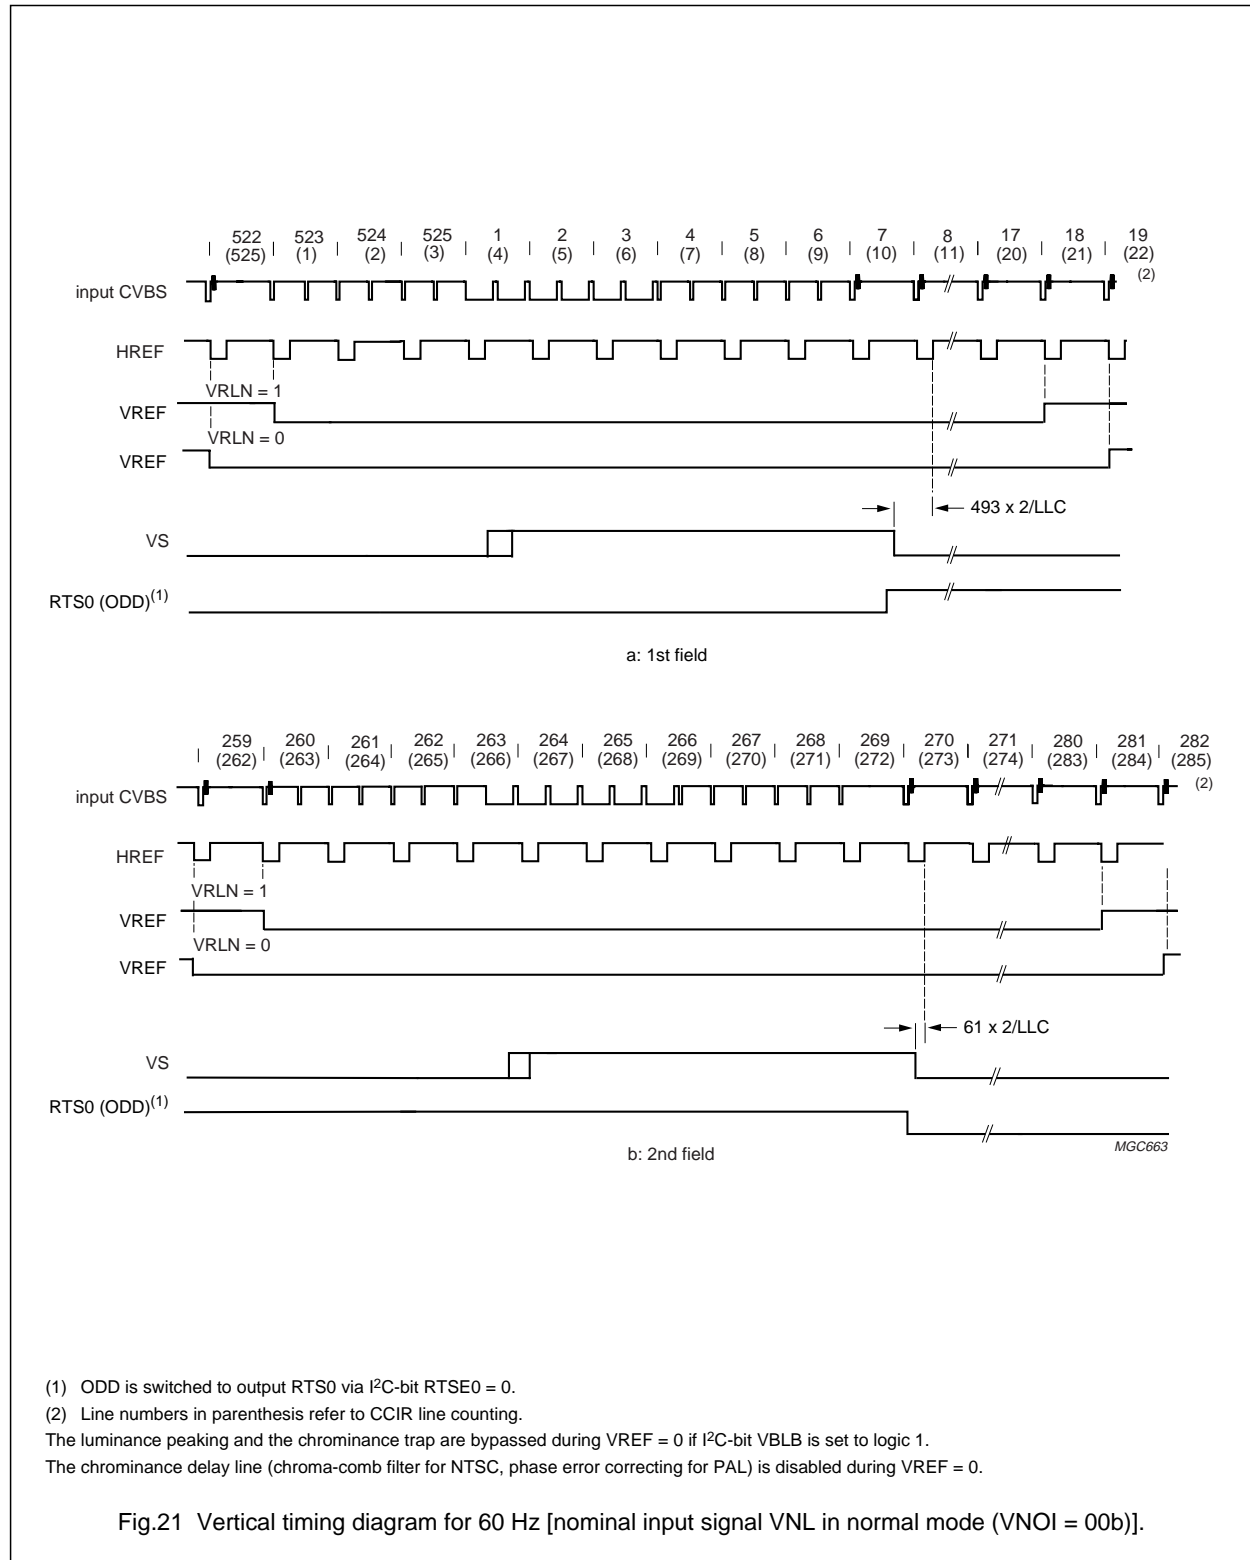 522 523 524 525 1 2 3 4 5 6 7 8 17 18 19
(525) (1) (2) (3) (4) (5) (6) (7) (8) (9) (10) (11) (20) (21) (22)
input CVBS (2)
HREF
VRLN = 1
VREF
VRLN = 0
VREF
493 x 2/LLC
VS
RTS0 (ODD)(1)
a: 1st field
259 260 261 262 263 264 265 266 267 268 269 270 271 280 281 282
(262) (263) (264) (265) (266) (267) (268) (269) (270) (271) (272) (273) (274) (283) (284) (285)
input CVBS (2)
HREF
VRLN = 1
VREF
VRLN = 0
VREF
61 x 2/LLC
VS
RTS0 (ODD)(1)
b: 2nd field
MGC663
(1) ODD is switched to output RTS0 via I2C-bit RTSE0 = 0.
(2) Line numbers in parenthesis refer to CCIR line counting.
The luminance peaking and the chrominance trap are bypassed during VREF = 0 if I2C-bit VBLB is set to logic 1.
The chrominance delay line (chroma-comb filter for NTSC, phase error correcting for PAL) is disabled during VREF = 0.
Fig.21 Vertical timing diagram for 60 Hz [nominal input signal VNL in normal mode (VNOI = 00b)].